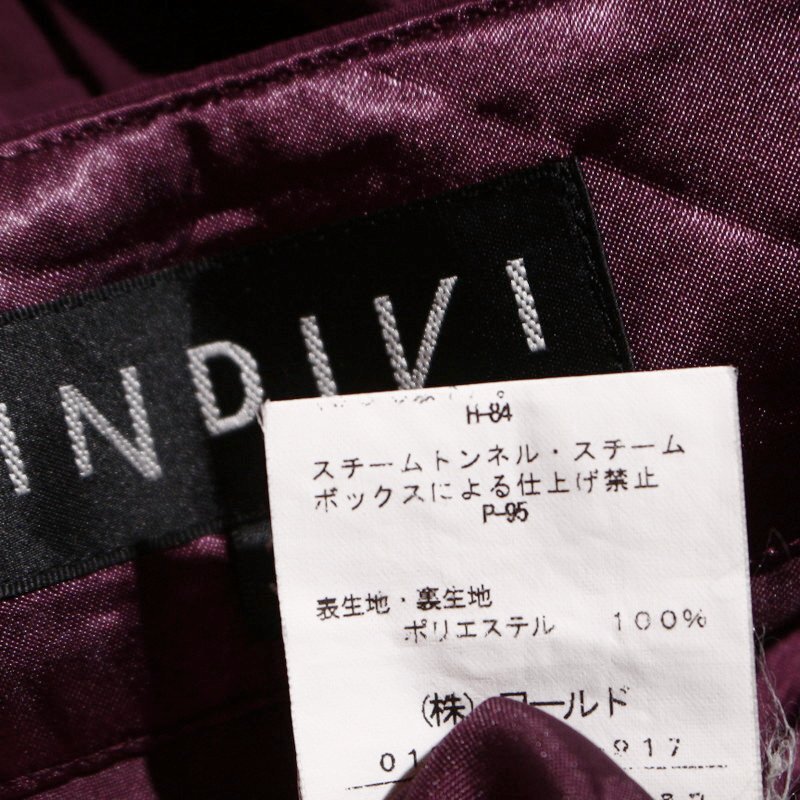 INDIVI
H-84
スチームトンネル・スチーム
ボックスによる仕上げ禁止
P-95
表生地・裏生地
ポリエステル 100%
(株) ワールド
01 917